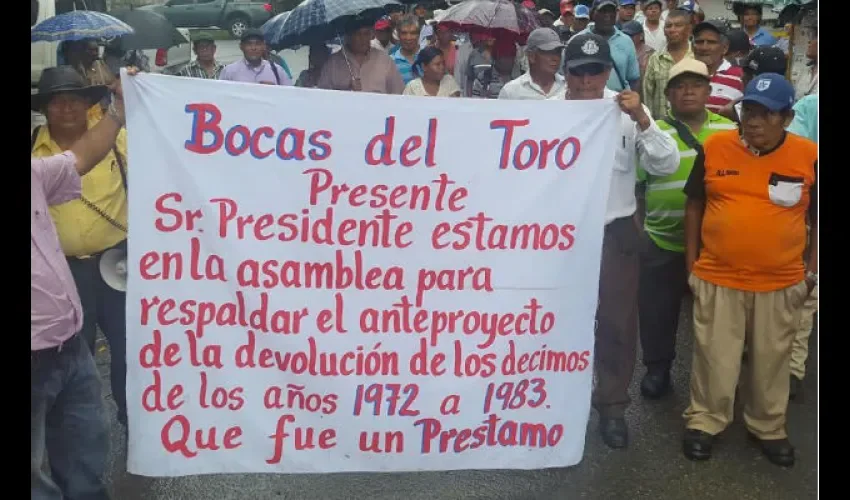 Bocas del Toro
Presente
Sr. Presidente estamos
en la asamblea para
respaldar el anteproyecto
de la devolución de los decimos
de los años 1972 a 1983.
Que fue un Prestamo